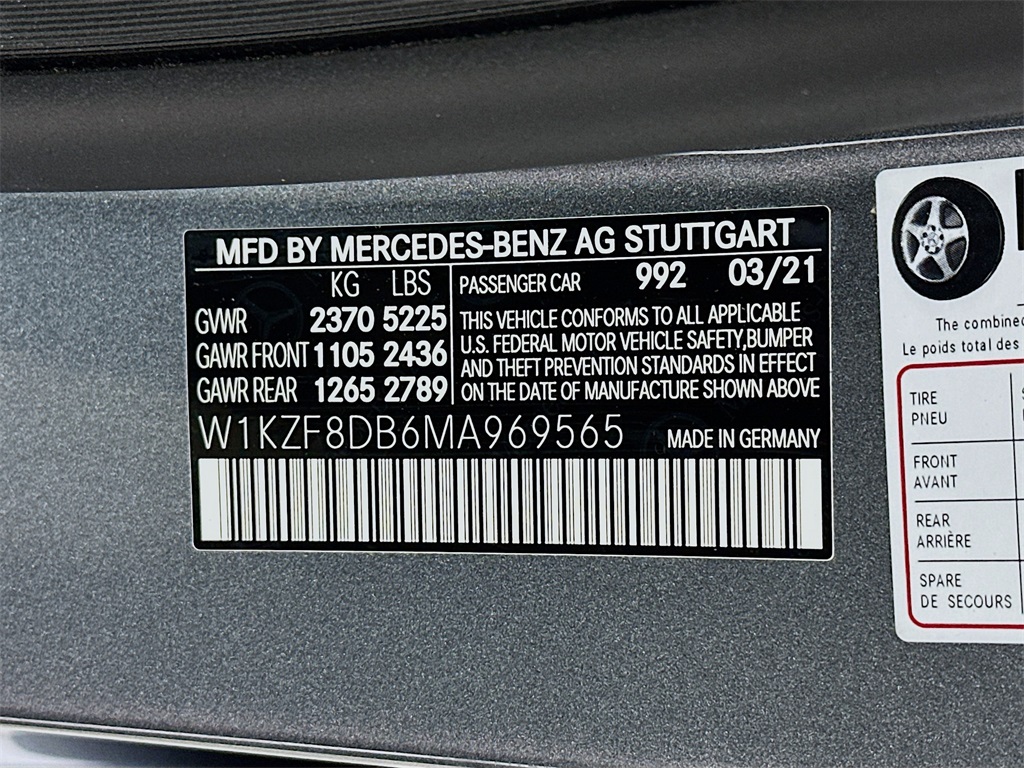 MFD BY MERCEDES-BENZ AG STUTTGART
KG LBS
GVWR 2370 5225
GAWR FRONT 1105 2436
GAWR REAR 1265 2789
PASSENGER CAR 992 03/21
THIS VEHICLE CONFORMS TO ALL APPLICABLE
U.S. FEDERAL MOTOR VEHICLE SAFETY,BUMPER
AND THEFT PREVENTION STANDARDS IN EFFECT
ON THE DATE OF MANUFACTURE SHOWN ABOVE
W1KZF8DB6MA969565 MADE IN GERMANY
The combined
Le poids total des
TIRE
PNEU
FRONT
AVANT
REAR
ARRIÈRE
SPARE
DE SECOURS